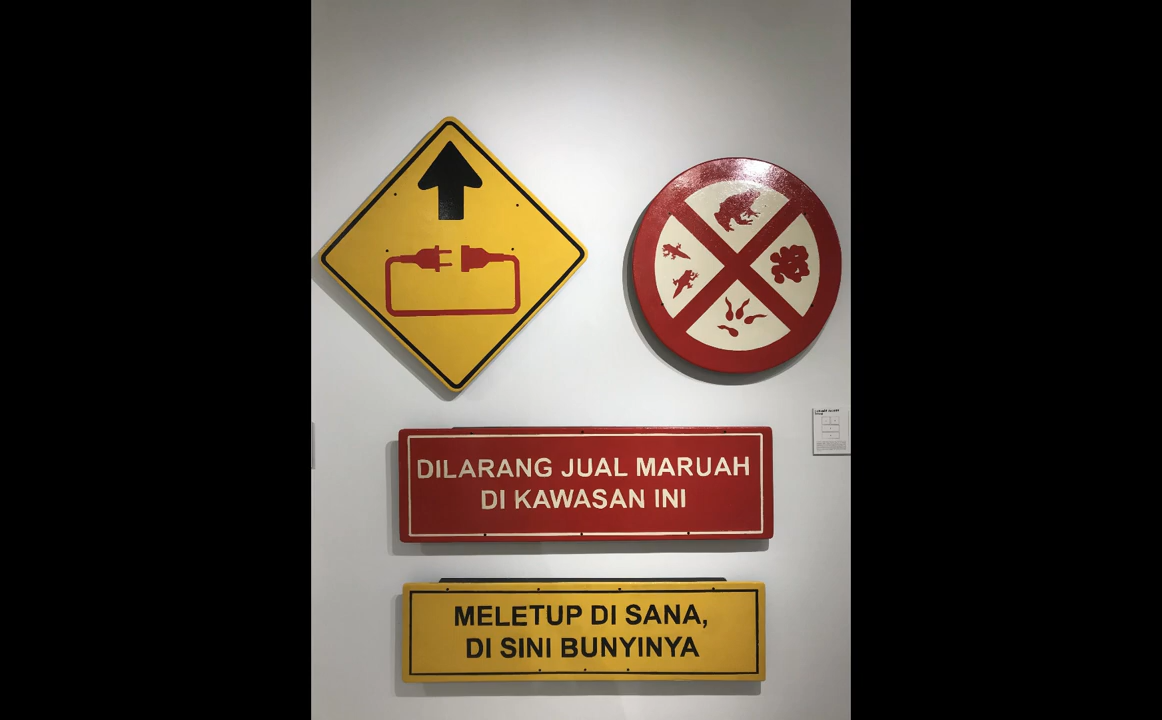 DILARANG JUAL MARUAH
DI KAWASAN INI
MELETUP DI SANA,
DI SINI BUNYINYA